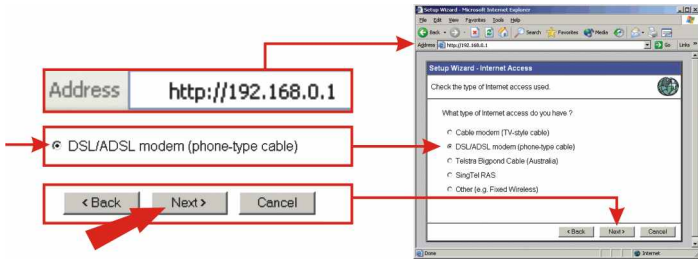 Address http://192.168.0.1
DSL/ADSL modem (phone-type cable)
< Back Next > Cancel
Setup Wizard - Microsoft Internet Explorer
File Edit View Favorites Tools Help
Back Search Favorites Media
Address http://192.168.0.1 Go Links »
Setup Wizard - Internet Access
Check the type of Internet access used.
What type of Internet access do you have ?
Cable modem (TV-style cable)
DSL/ADSL modem (phone-type cable)
Telstra Bigpond Cable (Australia)
SingTel RAS
Other (e.g. Fixed Wireless)
< Back Next > Cancel
Done Internet